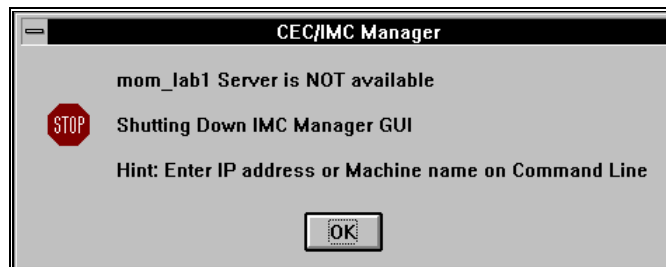 CEC/IMC Manager
mom_lab1 Server is NOT available
STOP
Shutting Down IMC Manager GUI
Hint: Enter IP address or Machine name on Command Line
OK